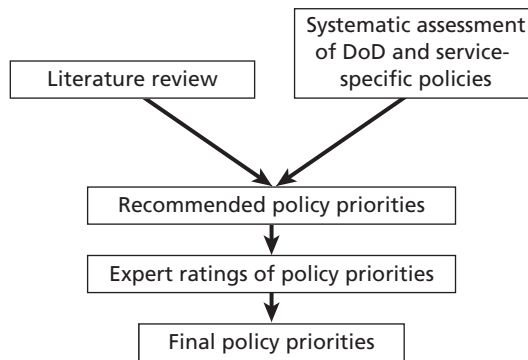 Literature review
Systematic assessment
of DoD and service-
specific policies
Recommended policy priorities
Expert ratings of policy priorities
Final policy priorities